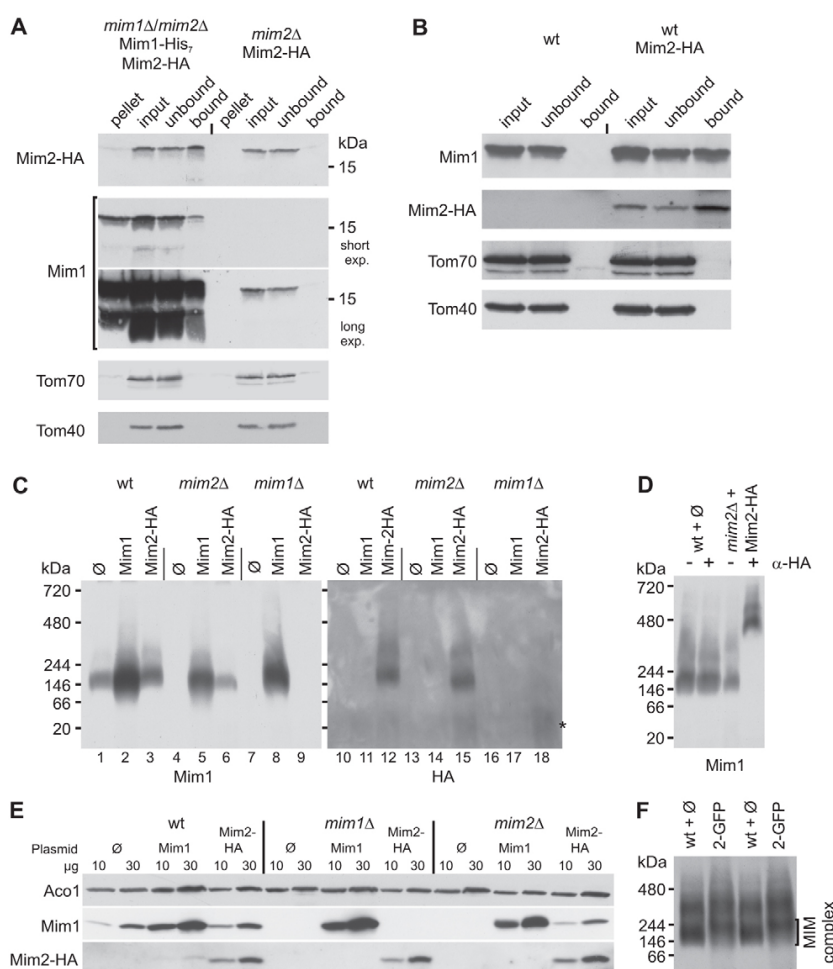 A
mim1Δ/mim2Δ
Mim1-His7
Mim2-HA
mim2Δ
Mim2-HA
pellet input unbound bound pellet input unbound bound
kDa
Mim2-HA
15
15
short
exp.
Mim1
15
long
exp.
Tom70
Tom40
B
wt
wt
Mim2-HA
input unbound bound input unbound bound
Mim1
Mim2-HA
Tom70
Tom40
C
wt mim2Δ mim1Δ wt mim2Δ mim1Δ
Ø Mim1 Mim2-HA Ø Mim1 Mim2-HA Ø Mim1 Mim2-HA Ø Mim1 Mim-2HA Ø Mim1 Mim2-HA Ø Mim1 Mim2-HA
kDa
720
480
244
146
66
20
*
1 2 3 4 5 6 7 8 9 10 11 12 13 14 15 16 17 18
Mim1 HA
D
wt + Ø
mim2Δ +
Mim2-HA
- + - + α-HA
kDa
720
480
244
146
66
20
Mim1
E
wt mim1Δ mim2Δ
Plasmid Ø Mim1 Mim2-HA Ø Mim1 Mim2-HA Ø Mim1 Mim2-HA
µg 10 30 10 30 10 30 10 30 10 30 10 30 10 30 10 30 10 30
Aco1
Mim1
Mim2-HA
F
wt + Ø 2-GFP wt + Ø 2-GFP
kDa
480
244
146
66
MIM
complex